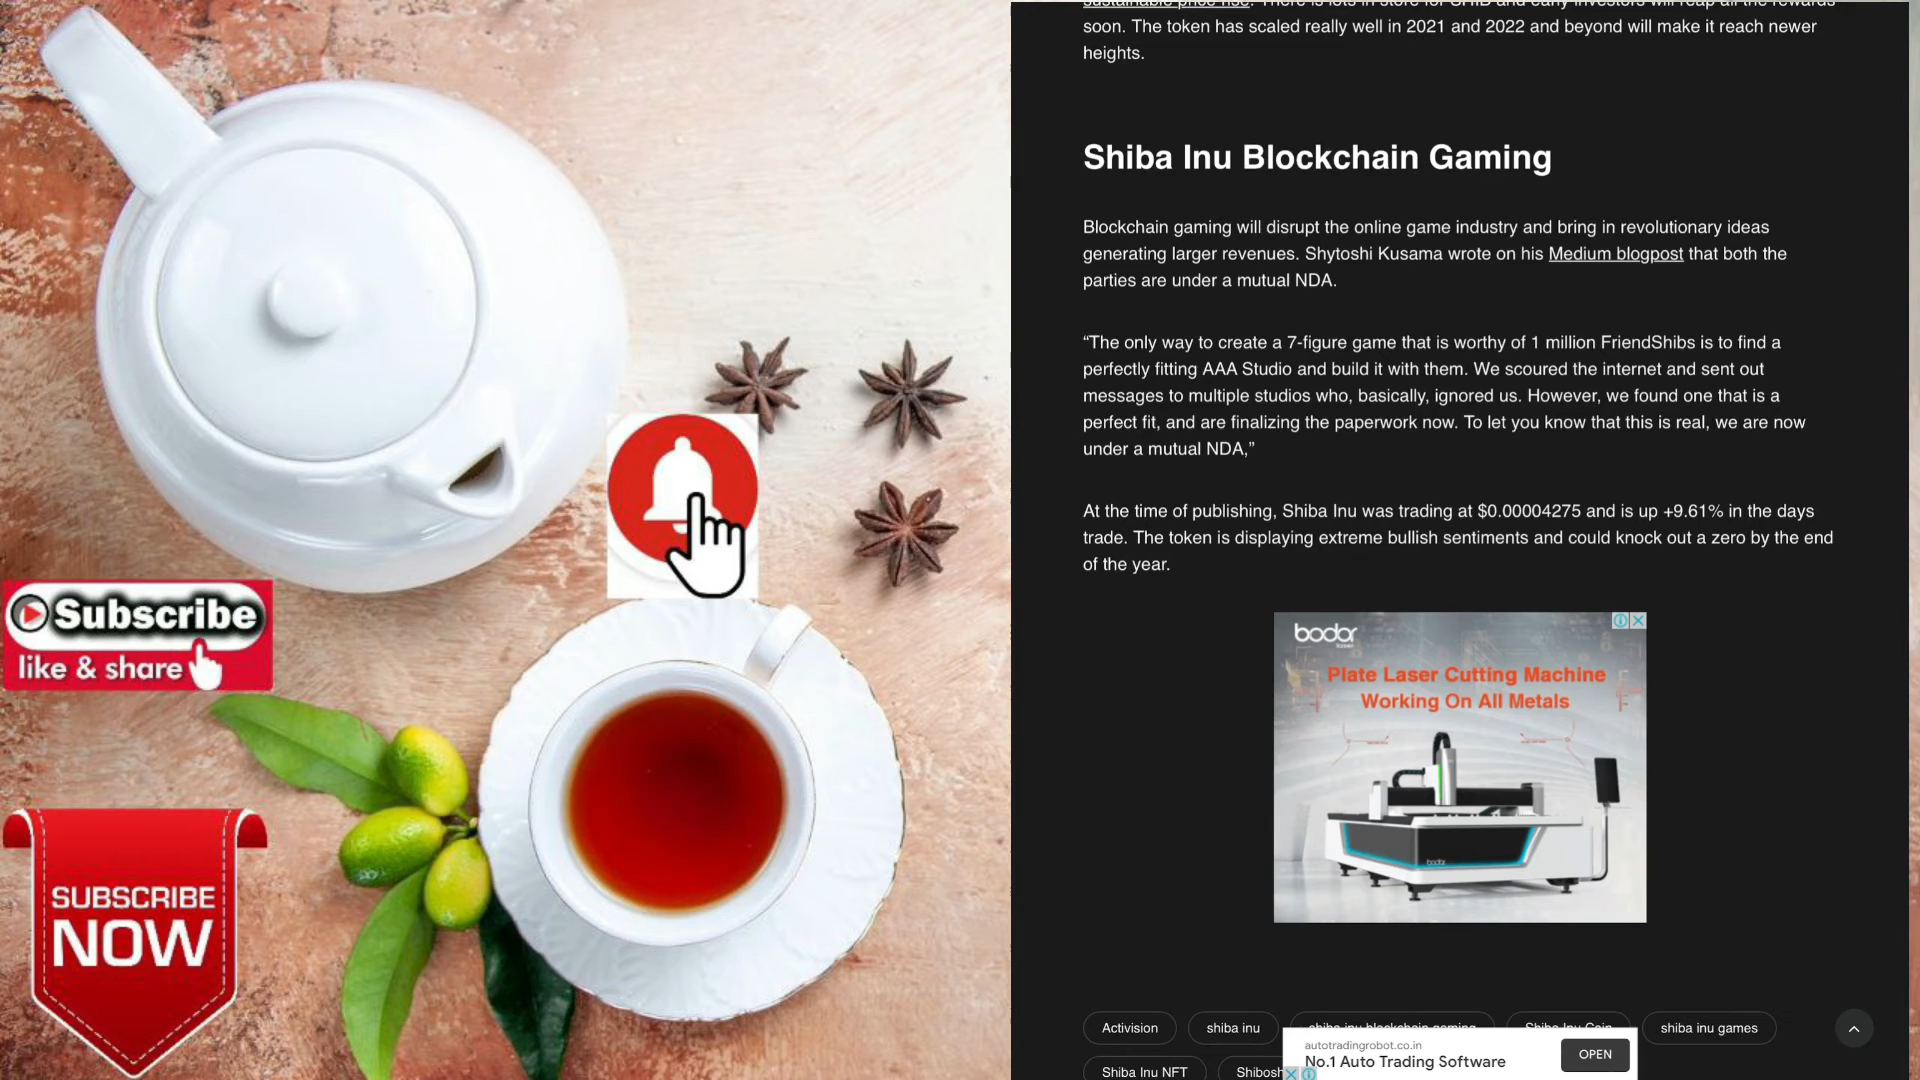 Subscribe
like & share
SUBSCRIBE
NOW
soon. The token has scaled really well in 2021 and 2022 and beyond will make it reach newer
heights.
Shiba Inu Blockchain Gaming
Blockchain gaming will disrupt the online game industry and bring in revolutionary ideas
generating larger revenues. Shytoshi Kusama wrote on his Medium blogpost that both the
parties are under a mutual NDA.
“The only way to create a 7-figure game that is worthy of 1 million FriendShibs is to find a
perfectly fitting AAA Studio and build it with them. We scoured the internet and sent out
messages to multiple studios who, basically, ignored us. However, we found one that is a
perfect fit, and are finalizing the paperwork now. To let you know that this is real, we are now
under a mutual NDA,”
At the time of publishing, Shiba Inu was trading at $0.00004275 and is up +9.61% in the days
trade. The token is displaying extreme bullish sentiments and could knock out a zero by the end
of the year.
bodor
Plate Laser Cutting Machine
Working On All Metals
bodor
Activision
shiba inu
shiba inu blockchain gaming
Shiba Inu Coin
shiba inu games
Shiba Inu NFT
autotradingrobot.co.in
No.1 Auto Trading Software
OPEN